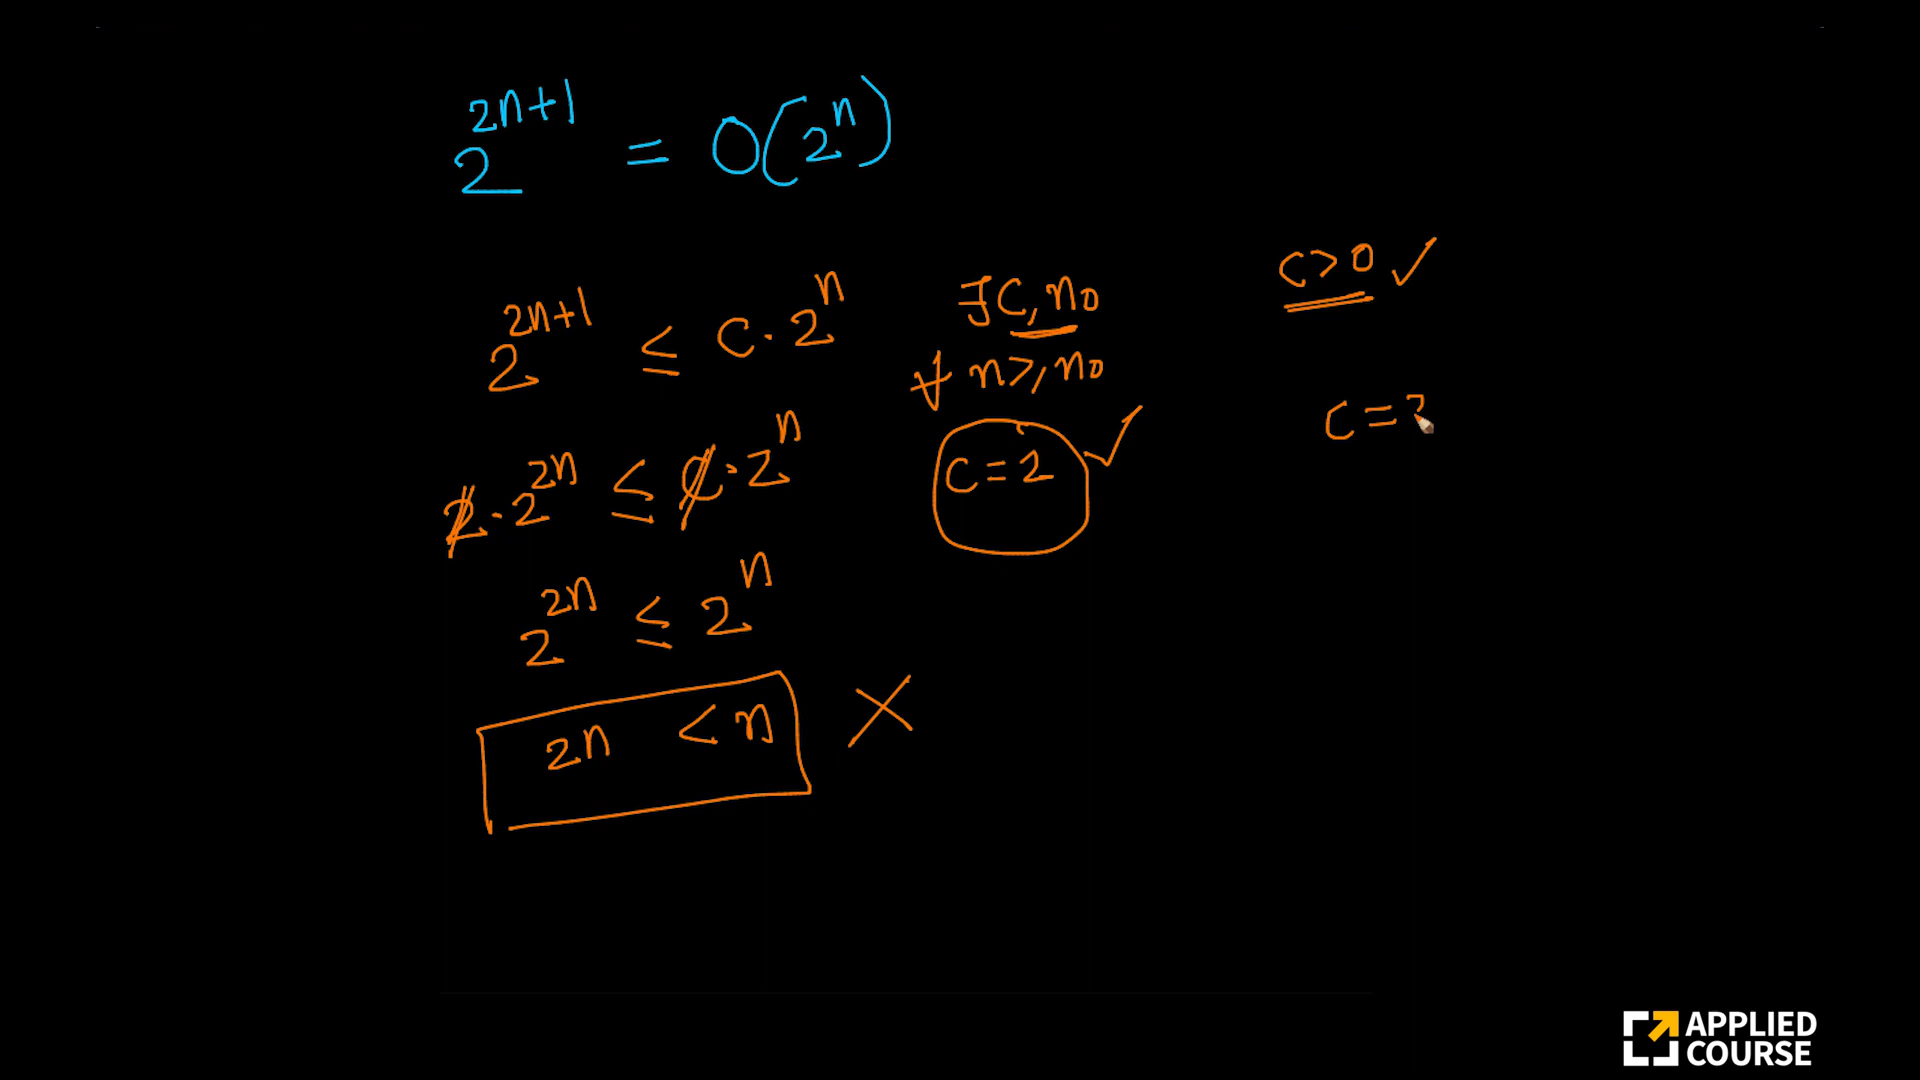 2^{2n+1} = O(2^n)
C>0 ✓
2^{2n+1} ≤ C·2^n ∃ C, n₀
∀ n≥n₀
C=?
2·2^{2n} ≤ C·2^n C=2 ✓
2^{2n} ≤ 2^n
2n < n ✗
APPLIED
COURSE